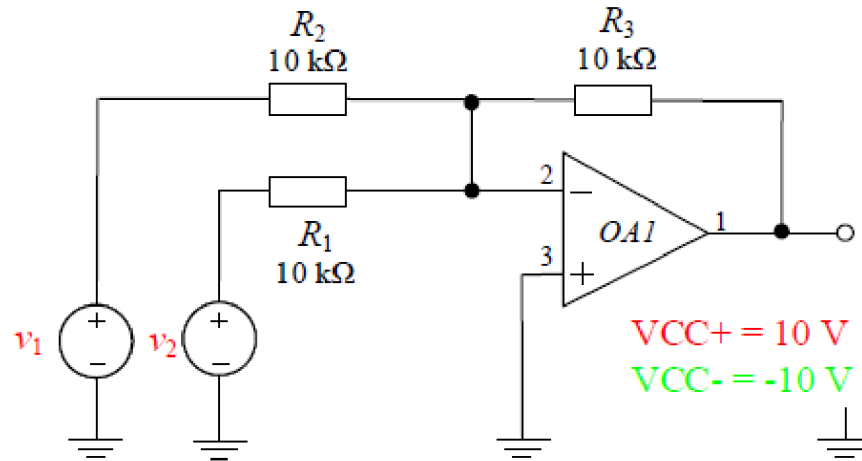 R2
10 kΩ
R3
10 kΩ
2
−
1
OA1
3
+
R1
10 kΩ
v1
+
−
v2
+
−
VCC+ = 10 V
VCC- = -10 V